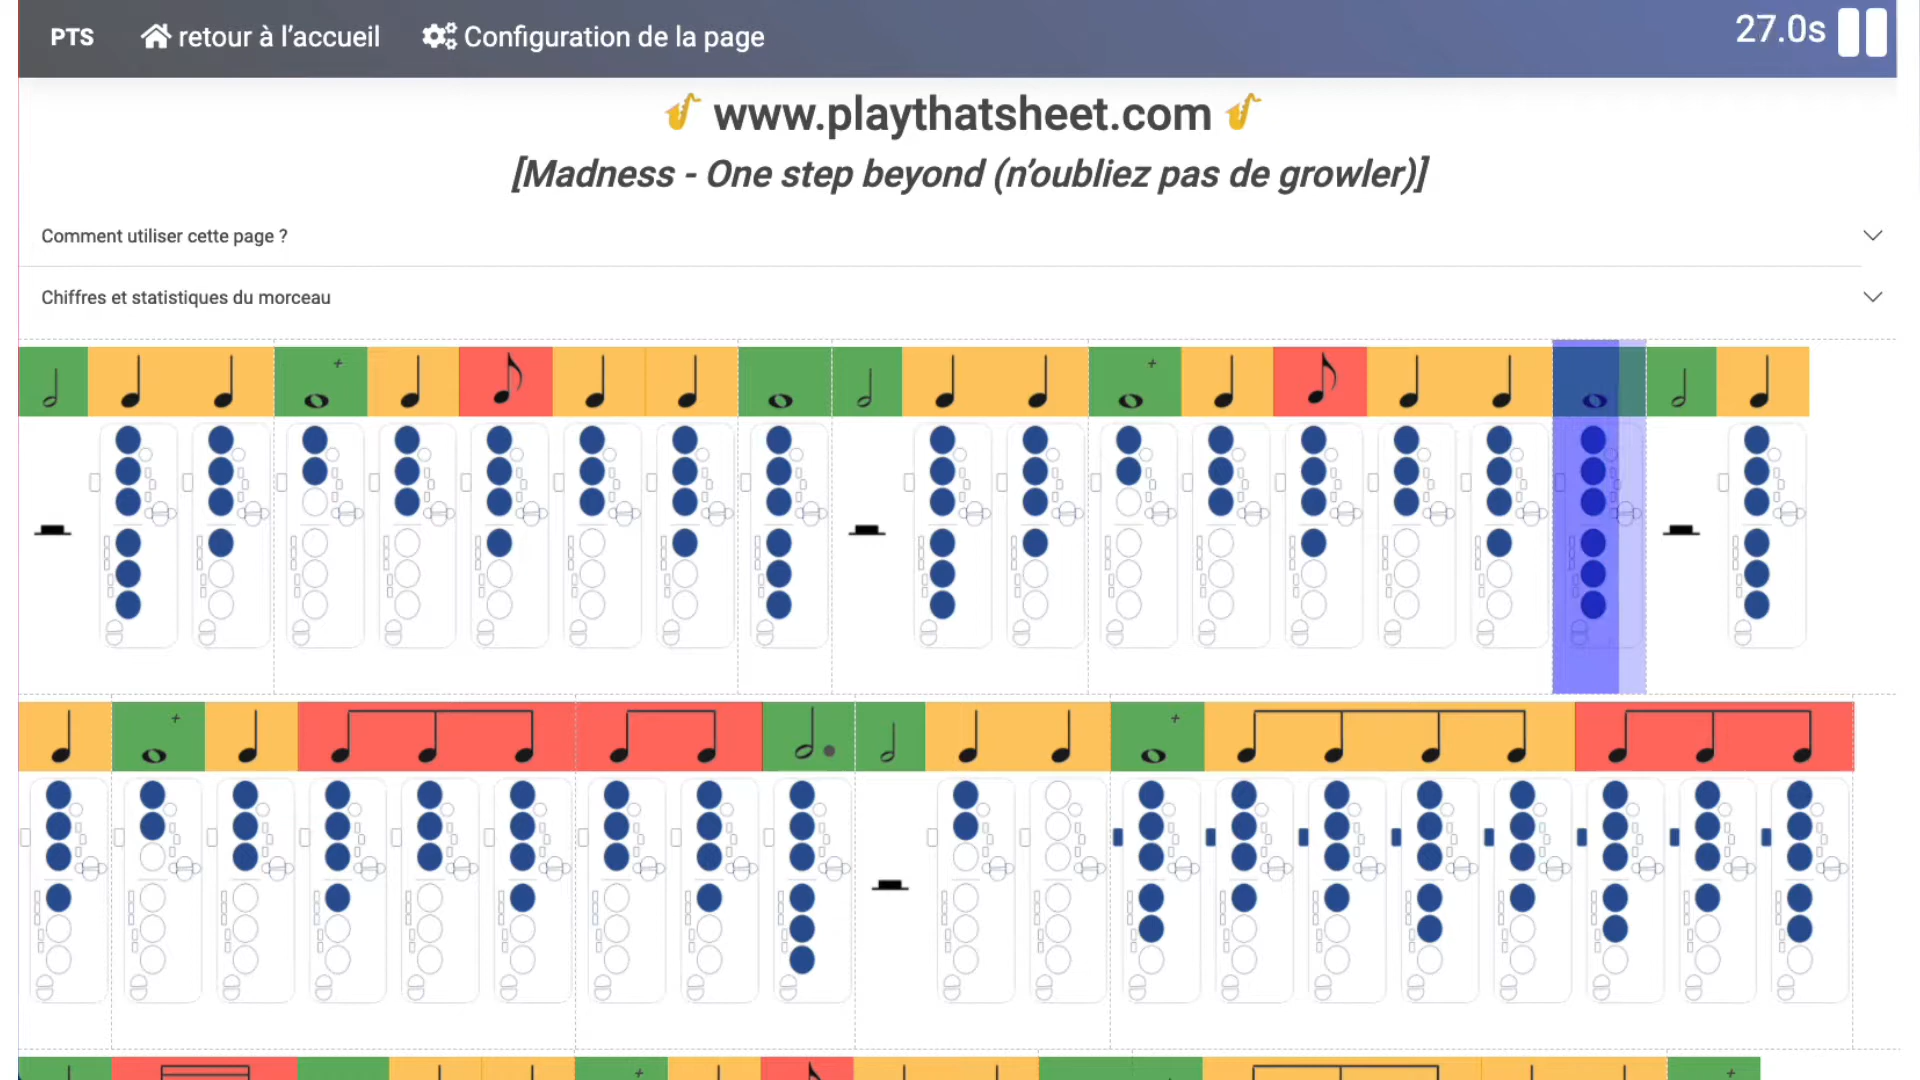 PTS retour à l’accueil Configuration de la page 27.0s
www.playthatsheet.com
[Madness - One step beyond (n’oubliez pas de growler)]
Comment utiliser cette page ?
Chiffres et statistiques du morceau